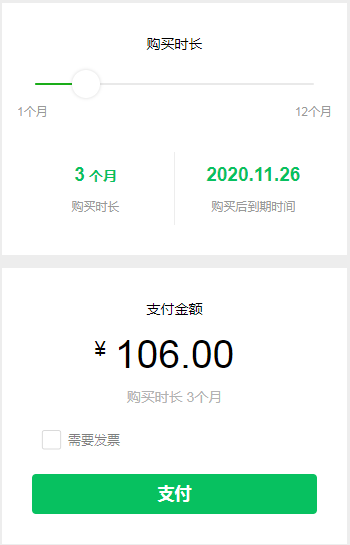 购买时长
1个月 12个月
3 个月 2020.11.26
购买时长 购买后到期时间
支付金额
¥ 106.00
购买时长 3个月
需要发票
支付